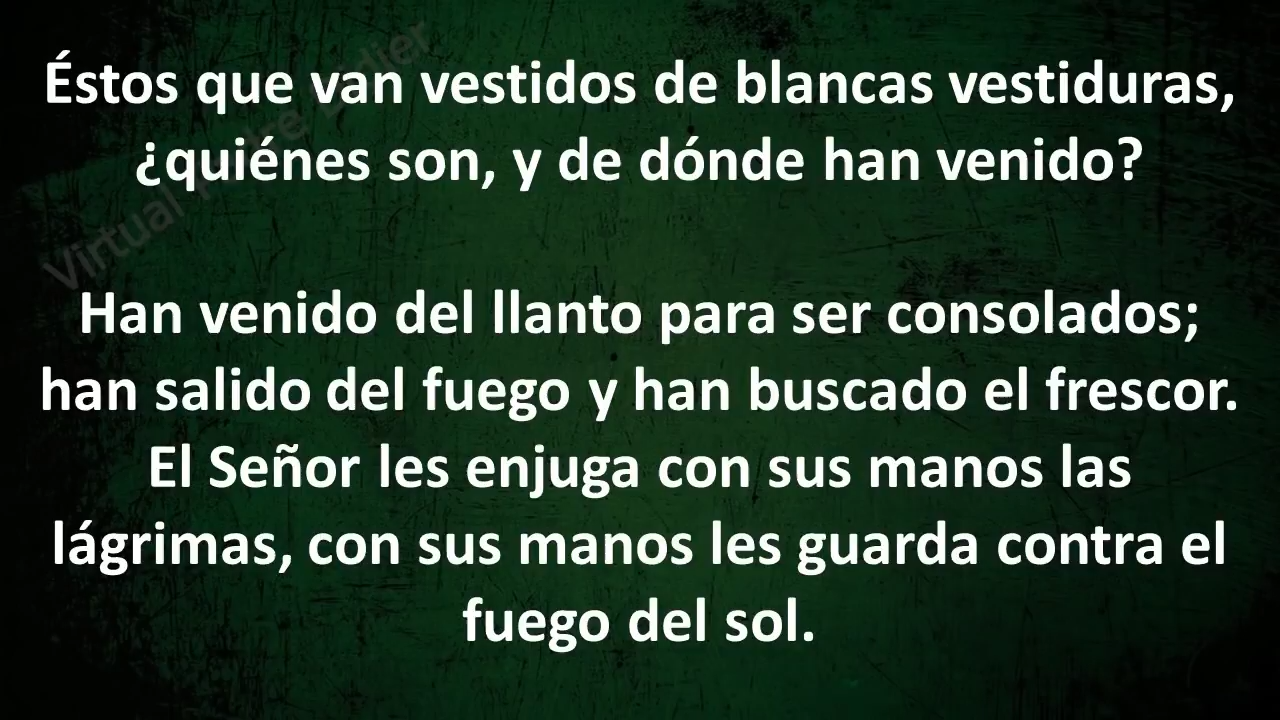 Éstos que van vestidos de blancas vestiduras,
¿quiénes son, y de dónde han venido?
Han venido del llanto para ser consolados;
han salido del fuego y han buscado el frescor.
El Señor les enjuga con sus manos las
lágrimas, con sus manos les guarda contra el
fuego del sol.